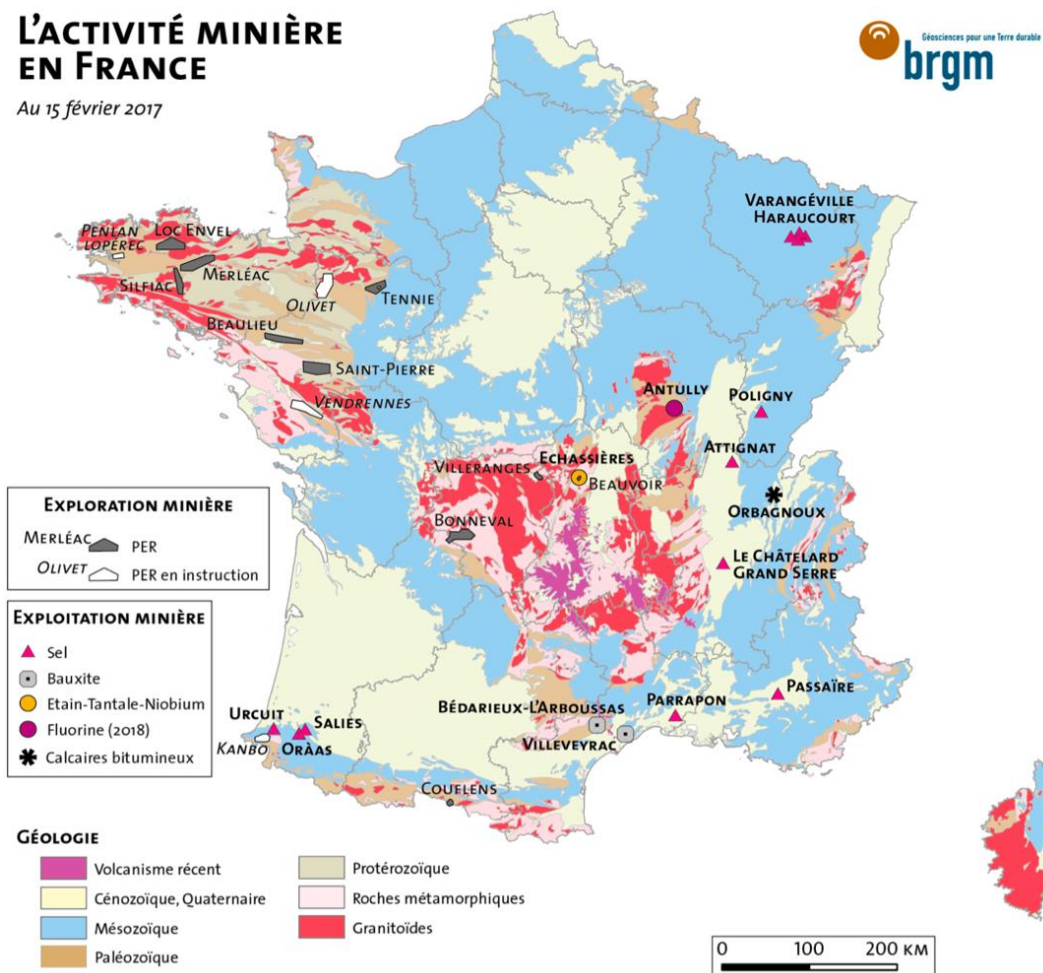 L'ACTIVITÉ MINIÈRE
EN FRANCE
Au 15 février 2017
Géosciences pour une Terre durable
brgm
VARANGÉVILLE
HARAUCOURT
PENLAN
LOPÉREC
LOC ENVEL
MERLÉAC
SILFIAC
OLIVET
TENNIE
BEAULIEU
SAINT-PIERRE
VENDRENNES
ANTULLY
POLIGNY
ATTIGNAT
ECHASSIÈRES
VILLERANGES
BEAUVOIR
ORBAGNOUX
BONNEVAL
LE CHÂTELARD
GRAND SERRE
PASSAÏRE
PARRAPON
BÉDARIEUX-L'ARBOUSSAS
VILLEVEYRAC
URCUIT
SALIES
KANBO
ORÀAS
COUFLENS
EXPLORATION MINIÈRE
MERLÉAC PER
OLIVET PER en instruction
EXPLOITATION MINIÈRE
Sel
Bauxite
Etain-Tantale-Niobium
Fluorine (2018)
Calcaires bitumineux
GÉOLOGIE
Volcanisme récent
Cénozoïque, Quaternaire
Mésozoïque
Paléozoïque
Protérozoïque
Roches métamorphiques
Granitoïdes
0 100 200 KM